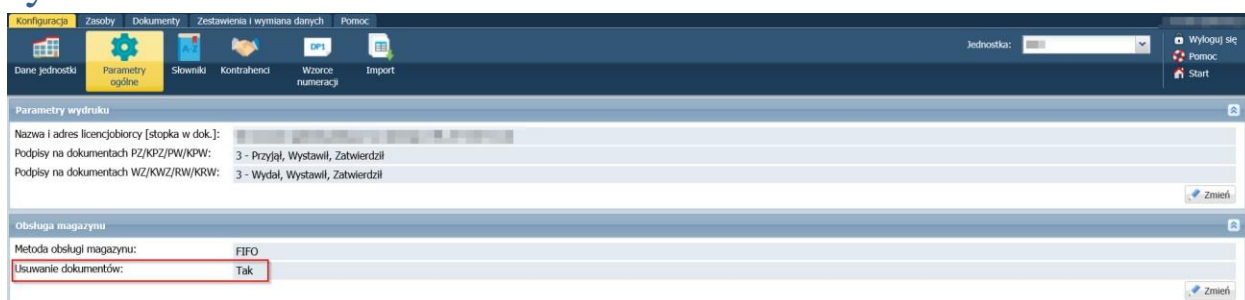 Konfiguracja Zasoby Dokumenty Zestawienia i wymiana danych Pomoc
Dane jednostki Parametry ogólne Słowniki Kontrahenci Wzorce numeracji Import
A-Z
DP1
Jednostka:
Wyloguj się
Pomoc
Start
Parametry wydruku
Nazwa i adres licencjobiorcy [stopka w dok.]:
Podpisy na dokumentach PZ/KPZ/PW/KPW: 3 - Przyjął, Wystawił, Zatwierdził
Podpisy na dokumentach WZ/KWZ/RW/KRW: 3 - Wydał, Wystawił, Zatwierdził
Zmień
Obsługa magazynu
Metoda obsługi magazynu: FIFO
Usuwanie dokumentów: Tak
Zmień